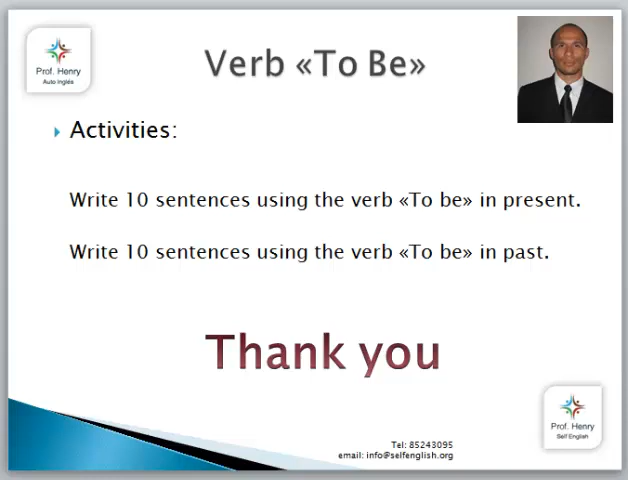 Prof. Henry
Auto Inglés
Verb «To Be»
Activities:
Write 10 sentences using the verb «To be» in present.
Write 10 sentences using the verb «To be» in past.
Thank you
Prof. Henry
Self English
Tel: 85243095
email: info@selfenglish.org